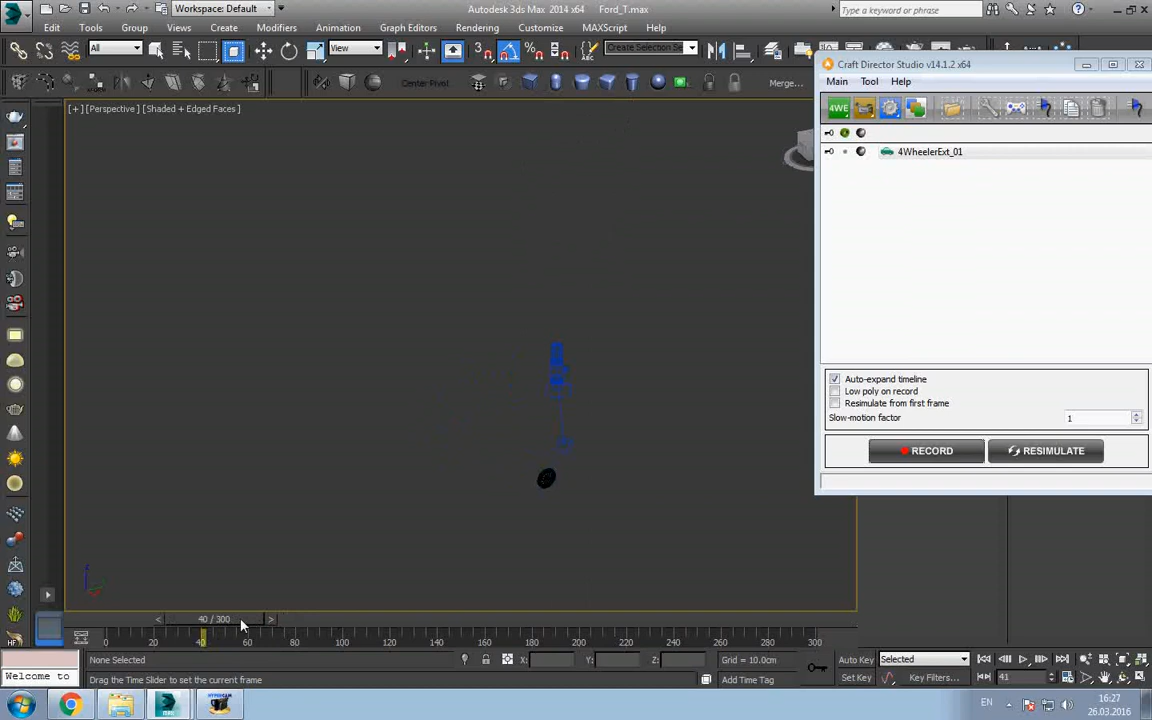 Workspace: Default
Autodesk 3ds Max 2014 x64 Ford_T.max
Type a keyword or phrase
Edit Tools Group Views Create Modifiers Animation Graph Editors Rendering Customize MAXScript Help
All
View
Create Selection Se
Center Pivot
Merge...
[+] [Perspective] [Shaded + Edged Faces]
Craft Director Studio v14.1.2 x64
Main Tool Help
4WE
4WheelerExt_01
Auto-expand timeline
Low poly on record
Resimulate from first frame
Slow-motion factor 1
RECORD RESIMULATE
< 40 / 300 >
0 20 40 60 80 100 120 140 160 180 200 220 240 260 280 300
None Selected X: Y: Z: Grid = 10.0cm Auto Key Selected
Welcome to Drag the Time Slider to set the current frame Add Time Tag Set Key Key Filters... 41
HF
EN 16:27
26.03.2016